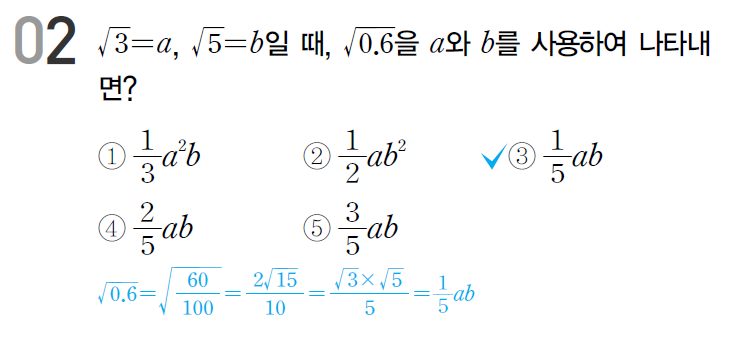 02 √3=a, √5=b일 때, √0.6을 a와 b를 사용하여 나타내
면?
① 1/3 a²b ② 1/2 ab² ✓③ 1/5 ab
④ 2/5 ab ⑤ 3/5 ab
√0.6=√(60/100)=2√15/10=(√3×√5)/5=1/5 ab